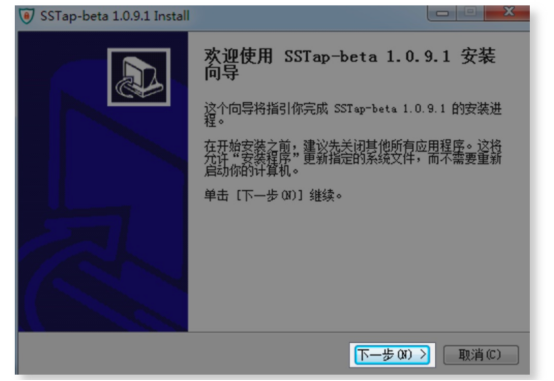 SSTap-beta 1.0.9.1 Install
欢迎使用 SSTap-beta 1.0.9.1 安装
向导
这个向导将指引你完成 SSTap-beta 1.0.9.1 的安装进
程。
在开始安装之前，建议先关闭其他所有应用程序。这将
允许“安装程序”更新指定的系统文件，而不需要重新
启动你的计算机。
单击 [下一步(N)] 继续。
下一步(N) >
取消(C)